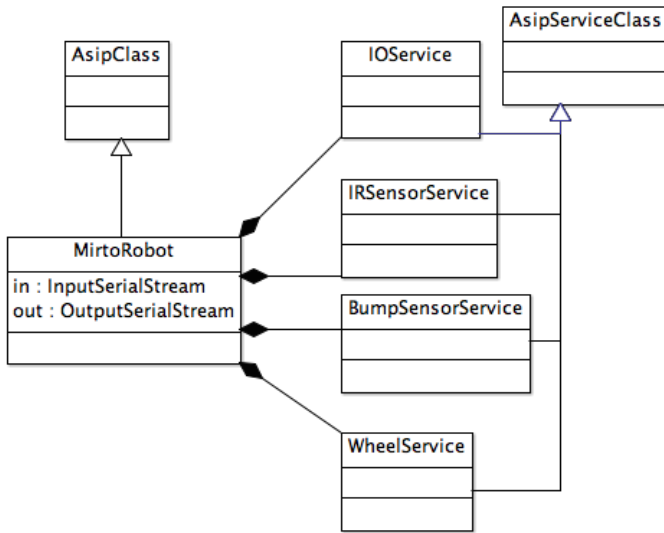 AsipClass
IOService
AsipServiceClass
IRSensorService
MirtoRobot
in : InputSerialStream
out : OutputSerialStream
BumpSensorService
WheelService